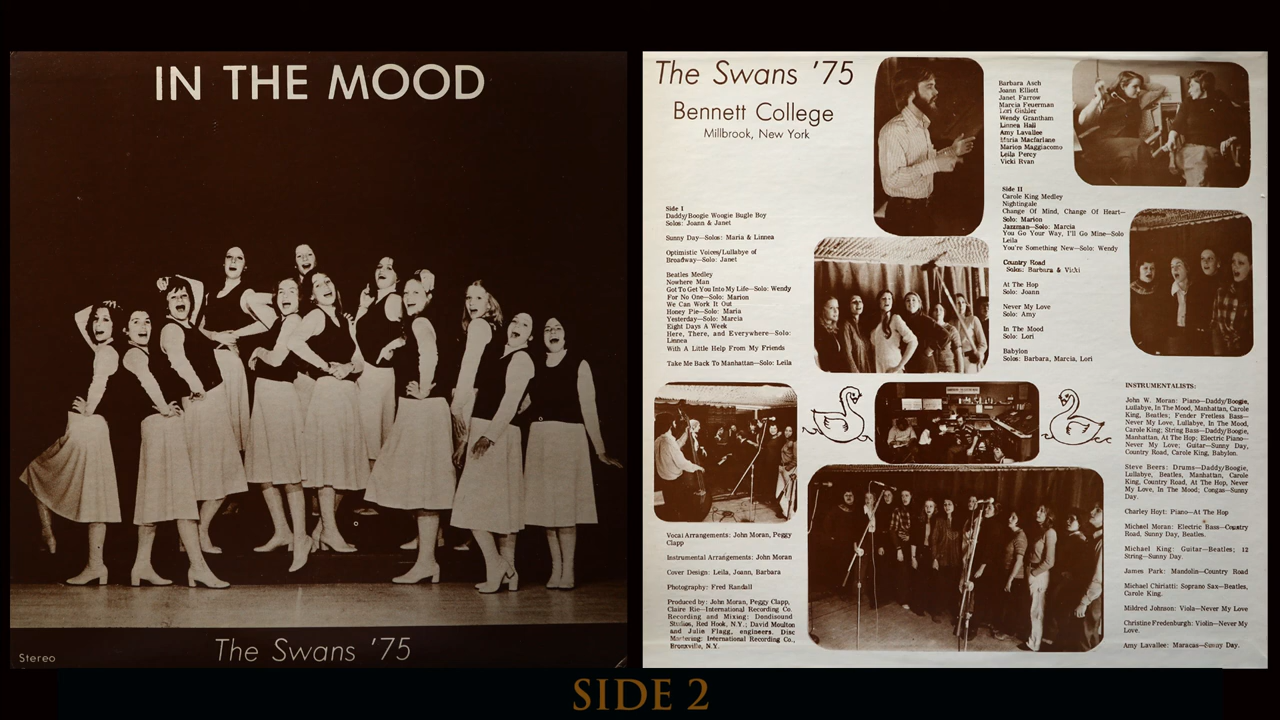 IN THE MOOD
Stereo
The Swans '75
The Swans '75
Bennett College
Millbrook, New York
Side I
Daddy/Boogie Woogie Bugle Boy
Solos: Joann & Janet
Sunny Day—Solos: Maria & Linnea
Optimistic Voices/Lullabye of
Broadway—Solo: Janet
Beatles Medley
Nowhere Man
Got To Get You Into My Life—Solo: Wendy
For No One—Solo: Marion
We Can Work It Out
Honey Pie—Solo: Maria
Yesterday—Solo: Marcia
Eight Days A Week
Here, There, and Everywhere—Solo:
Linnea
With A Little Help From My Friends
Take Me Back To Manhattan—Solo: Leila
Vocal Arrangements: John Moran, Peggy
Clapp
Instrumental Arrangements: John Moran
Cover Design: Leila, Joann, Barbara
Photography: Fred Randall
Produced by: John Moran, Peggy Clapp,
Claire Rie—International Recording Co.
Recording and Mixing: Dondisound
Studios, Red Hook, N.Y.; David Moulton
and Julie Flagg, engineers. Disc
Mastering: International Recording Co.,
Bronxville, N.Y.
Barbara Asch
Joann Elliott
Janet Farrow
Marcia Feuerman
Lori Gishler
Wendy Grantham
Linnea Hall
Amy Lavallee
Maria Macfarlane
Marion Maggiacomo
Leila Percy
Vicki Ryan
Side II
Carole King Medley
Nightingale
Change Of Mind, Change Of Heart—
Solo: Marion
Jazzman—Solo: Marcia
You Go Your Way, I'll Go Mine—Solo
Leila
You're Something New—Solo: Wendy
Country Road
Solos: Barbara & Vicki
At The Hop
Solo: Joann
Never My Love
Solo: Amy
In The Mood
Solo: Lori
Babylon
Solos: Barbara, Marcia, Lori
INSTRUMENTALISTS:
John W. Moran: Piano—Daddy/Boogie,
Lullabye, In The Mood, Manhattan, Carole
King, Beatles; Fender Fretless Bass—
Never My Love, Lullabye, In The Mood,
Carole King; String Bass—Daddy/Boogie,
Manhattan, At The Hop; Electric Piano—
Never My Love; Guitar—Sunny Day,
Country Road, Carole King, Babylon.
Steve Beers: Drums—Daddy/Boogie,
Lullabye, Beatles, Manhattan, Carole
King, Country Road, At The Hop, Never
My Love, In The Mood; Congas—Sunny
Day.
Charley Hoyt: Piano—At The Hop
Michael Moran: Electric Bass—Country
Road, Sunny Day, Beatles.
Michael King: Guitar—Beatles; 12
String—Sunny Day.
James Park: Mandolin—Country Road
Michael Chiriatti: Soprano Sax—Beatles,
Carole King.
Mildred Johnson: Viola—Never My Love
Christine Fredenburgh: Violin—Never My
Love.
Amy Lavallee: Maracas—Sunny Day.
SIDE 2